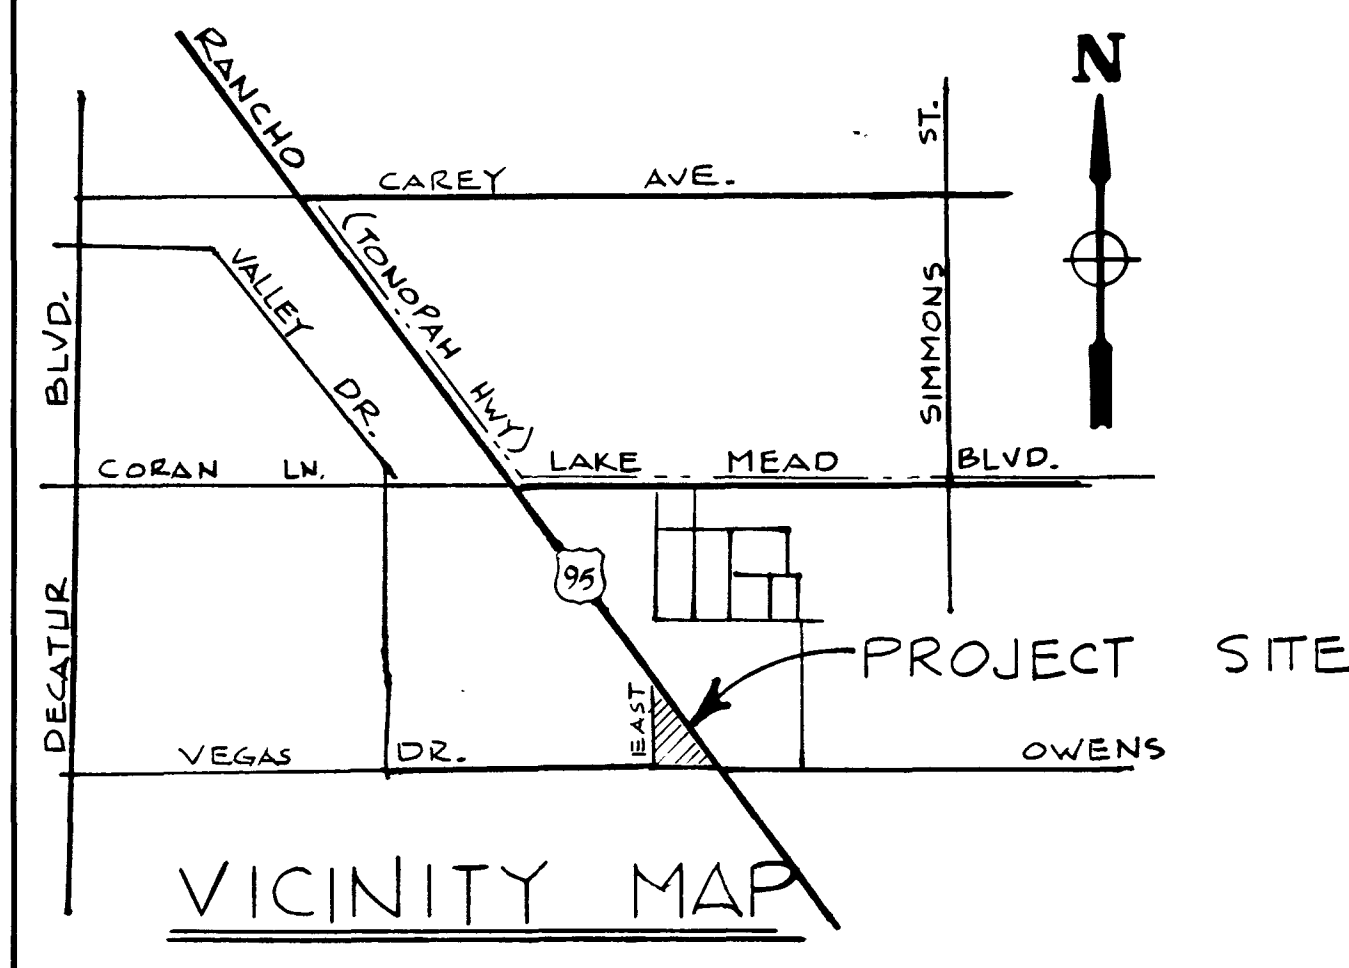 N
RANCHO
(TONOPAH HWY)
CAREY AVE.
SIMMONS ST.
VALLEY DR.
DECATUR BLVD.
CORAN LN.
LAKE MEAD BLVD.
95
PROJECT SITE
EAST
VEGAS DR.
OWENS
VICINITY MAP